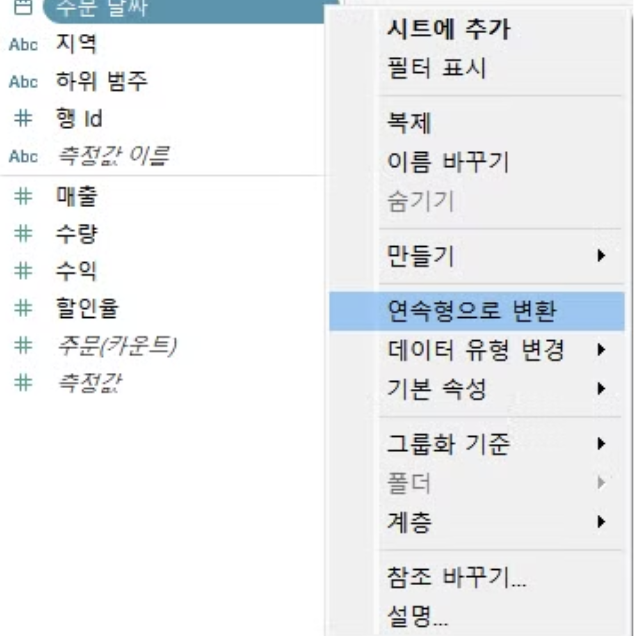 주문 날짜
Abc 지역
Abc 하위 범주
# 행 Id
Abc 측정값 이름
# 매출
# 수량
# 수익
# 할인율
# 주문(카운트)
# 측정값
시트에 추가
필터 표시
복제
이름 바꾸기
숨기기
만들기
연속형으로 변환
데이터 유형 변경
기본 속성
그룹화 기준
폴더
계층
참조 바꾸기...
설명...